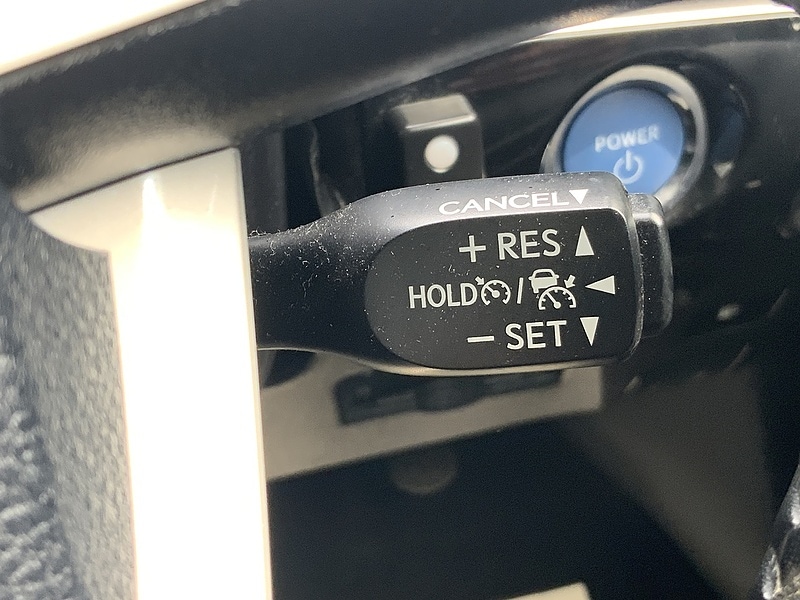 POWER
CANCEL▼
+ RES ▲
HOLD / ◀
− SET ▼